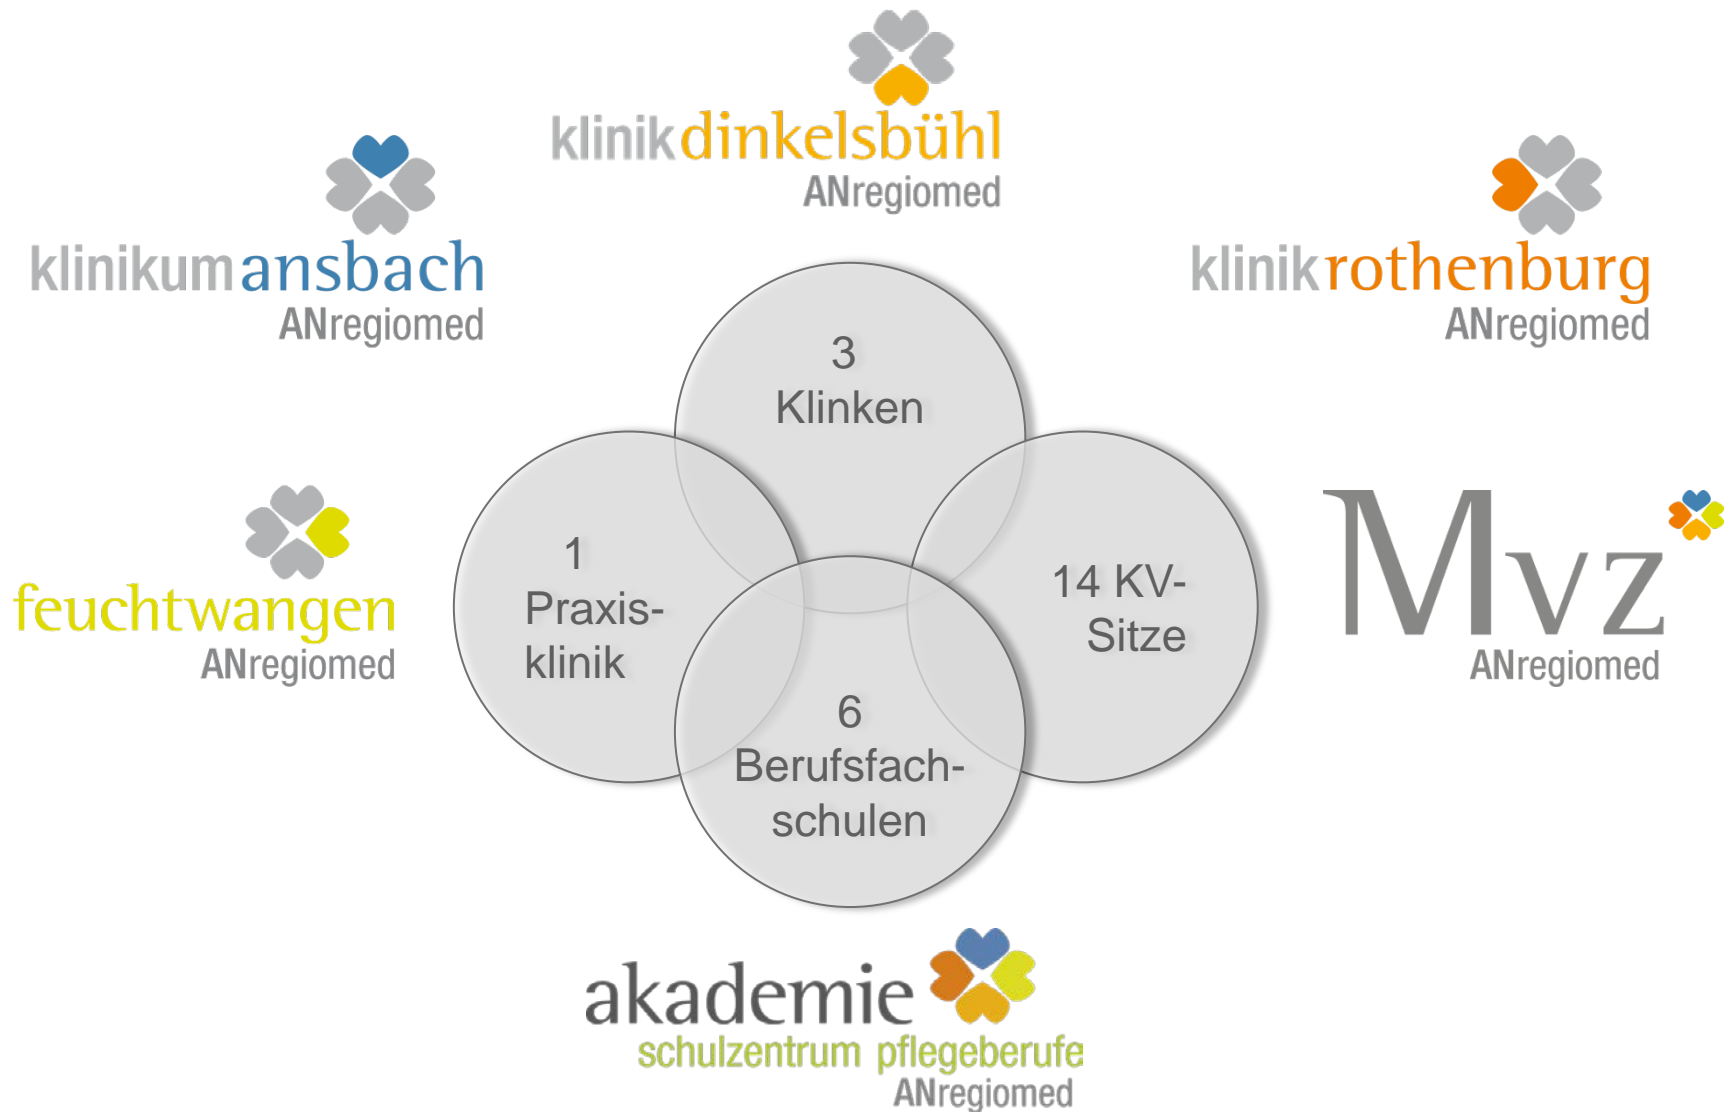 klinikdinkelsbühl
ANregiomed
klinikumansbach
ANregiomed
klinikrothenburg
ANregiomed
3
Klinken
1
Praxis-
klinik
14 KV-
Sitze
6
Berufsfach-
schulen
feuchtwangen
ANregiomed
Mvz
ANregiomed
akademie
schulzentrum pflegeberufe
ANregiomed